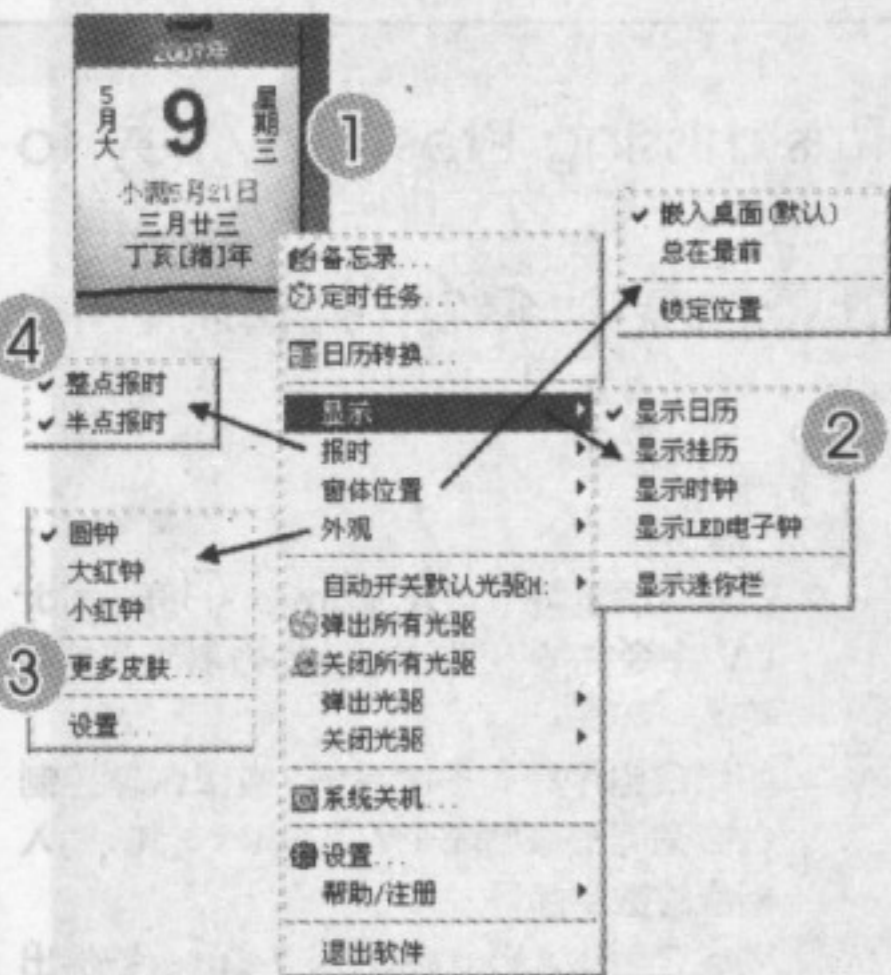 2007年
5月大
9
星期三
小满5月21日
三月廿三
丁亥[猪]年
1
备忘录...
定时任务...
日历转换...
显示
报时
窗体位置
外观
自动开关默认光驱H:
弹出所有光驱
关闭所有光驱
弹出光驱
关闭光驱
系统关机...
设置...
帮助/注册
退出软件
嵌入桌面(默认)
总在最前
锁定位置
2
显示日历
显示挂历
显示时钟
显示LED电子钟
显示迷你栏
4
整点报时
半点报时
3
圆钟
大红钟
小红钟
更多皮肤...
设置...